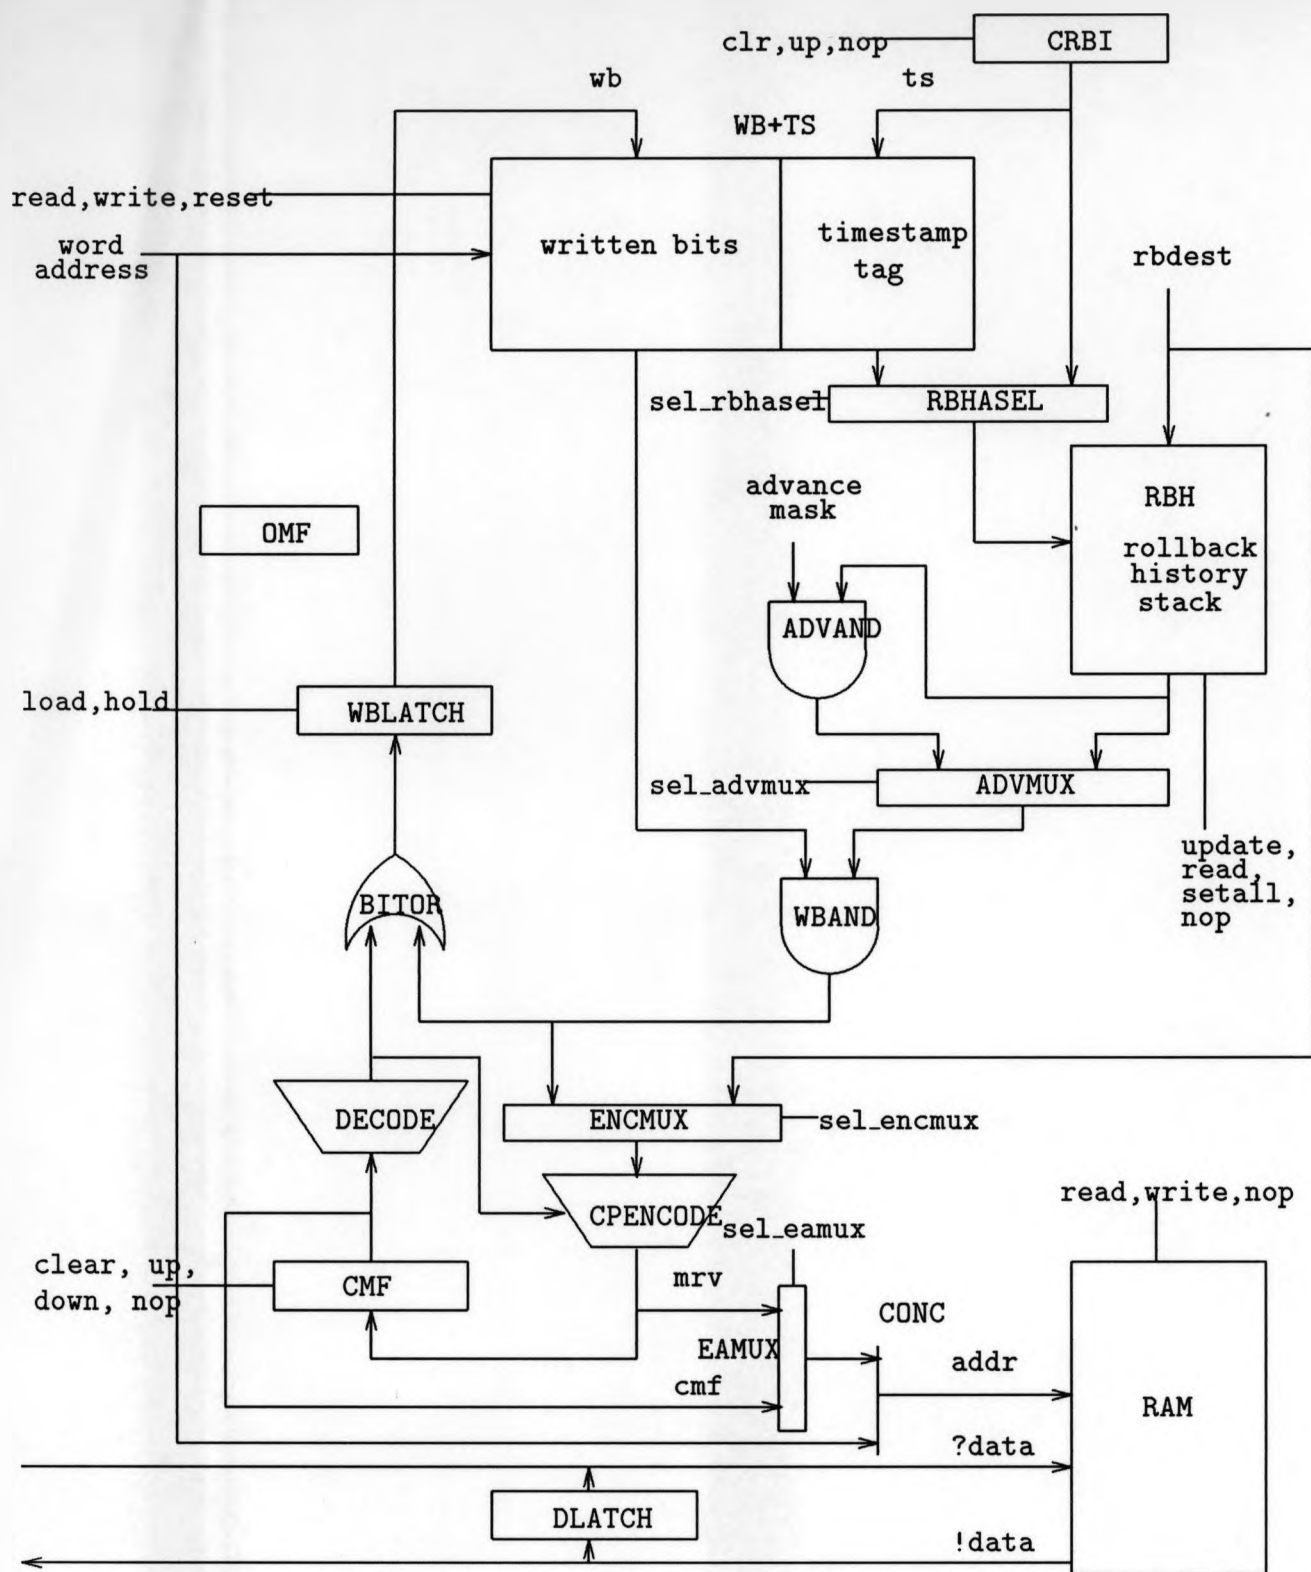 CRBI
clr,up,nop
wb
ts
WB+TS
read,write,reset
word
address
written bits
timestamp
tag
rbdest
sel_rbhasel
RBHASEL
advance
mask
RBH
rollback
history
stack
OMF
ADVAND
load,hold
WBLATCH
sel_advmux
ADVMUX
update,
read,
setall,
nop
BITOR
WBAND
DECODE
ENCMUX
sel_encmux
read,write,nop
CPENCODE
sel_eamux
clear, up,
down, nop
CMF
mrv
CONC
EAMUX
addr
cmf
RAM
?data
DLATCH
!data